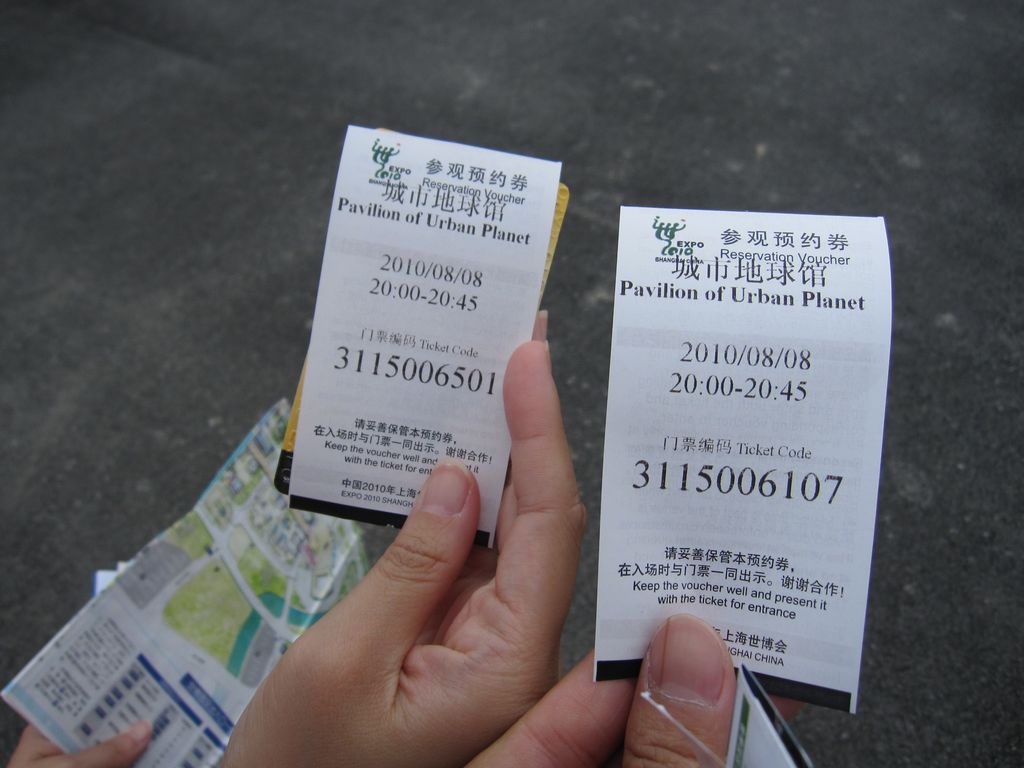 EXPO
2010
SHANGHAI
参观预约券
Reservation Voucher
城市地球馆
Pavilion of Urban Planet
2010/08/08
20:00-20:45
门票编码 Ticket Code
3115006501
请妥善保管本预约券，
在入场时与门票一同出示。谢谢合作！
Keep the voucher well and present it
with the ticket for
中国2010年上海
EXPO 2010
EXPO
2010
SHANGHAI CHINA
参观预约券
Reservation Voucher
城市地球馆
Pavilion of Urban Planet
2010/08/08
20:00-20:45
门票编码 Ticket Code
3115006107
请妥善保管本预约券，
在入场时与门票一同出示。谢谢合作！
Keep the voucher well and present it
with the ticket for entrance
上海世博会
CHINA